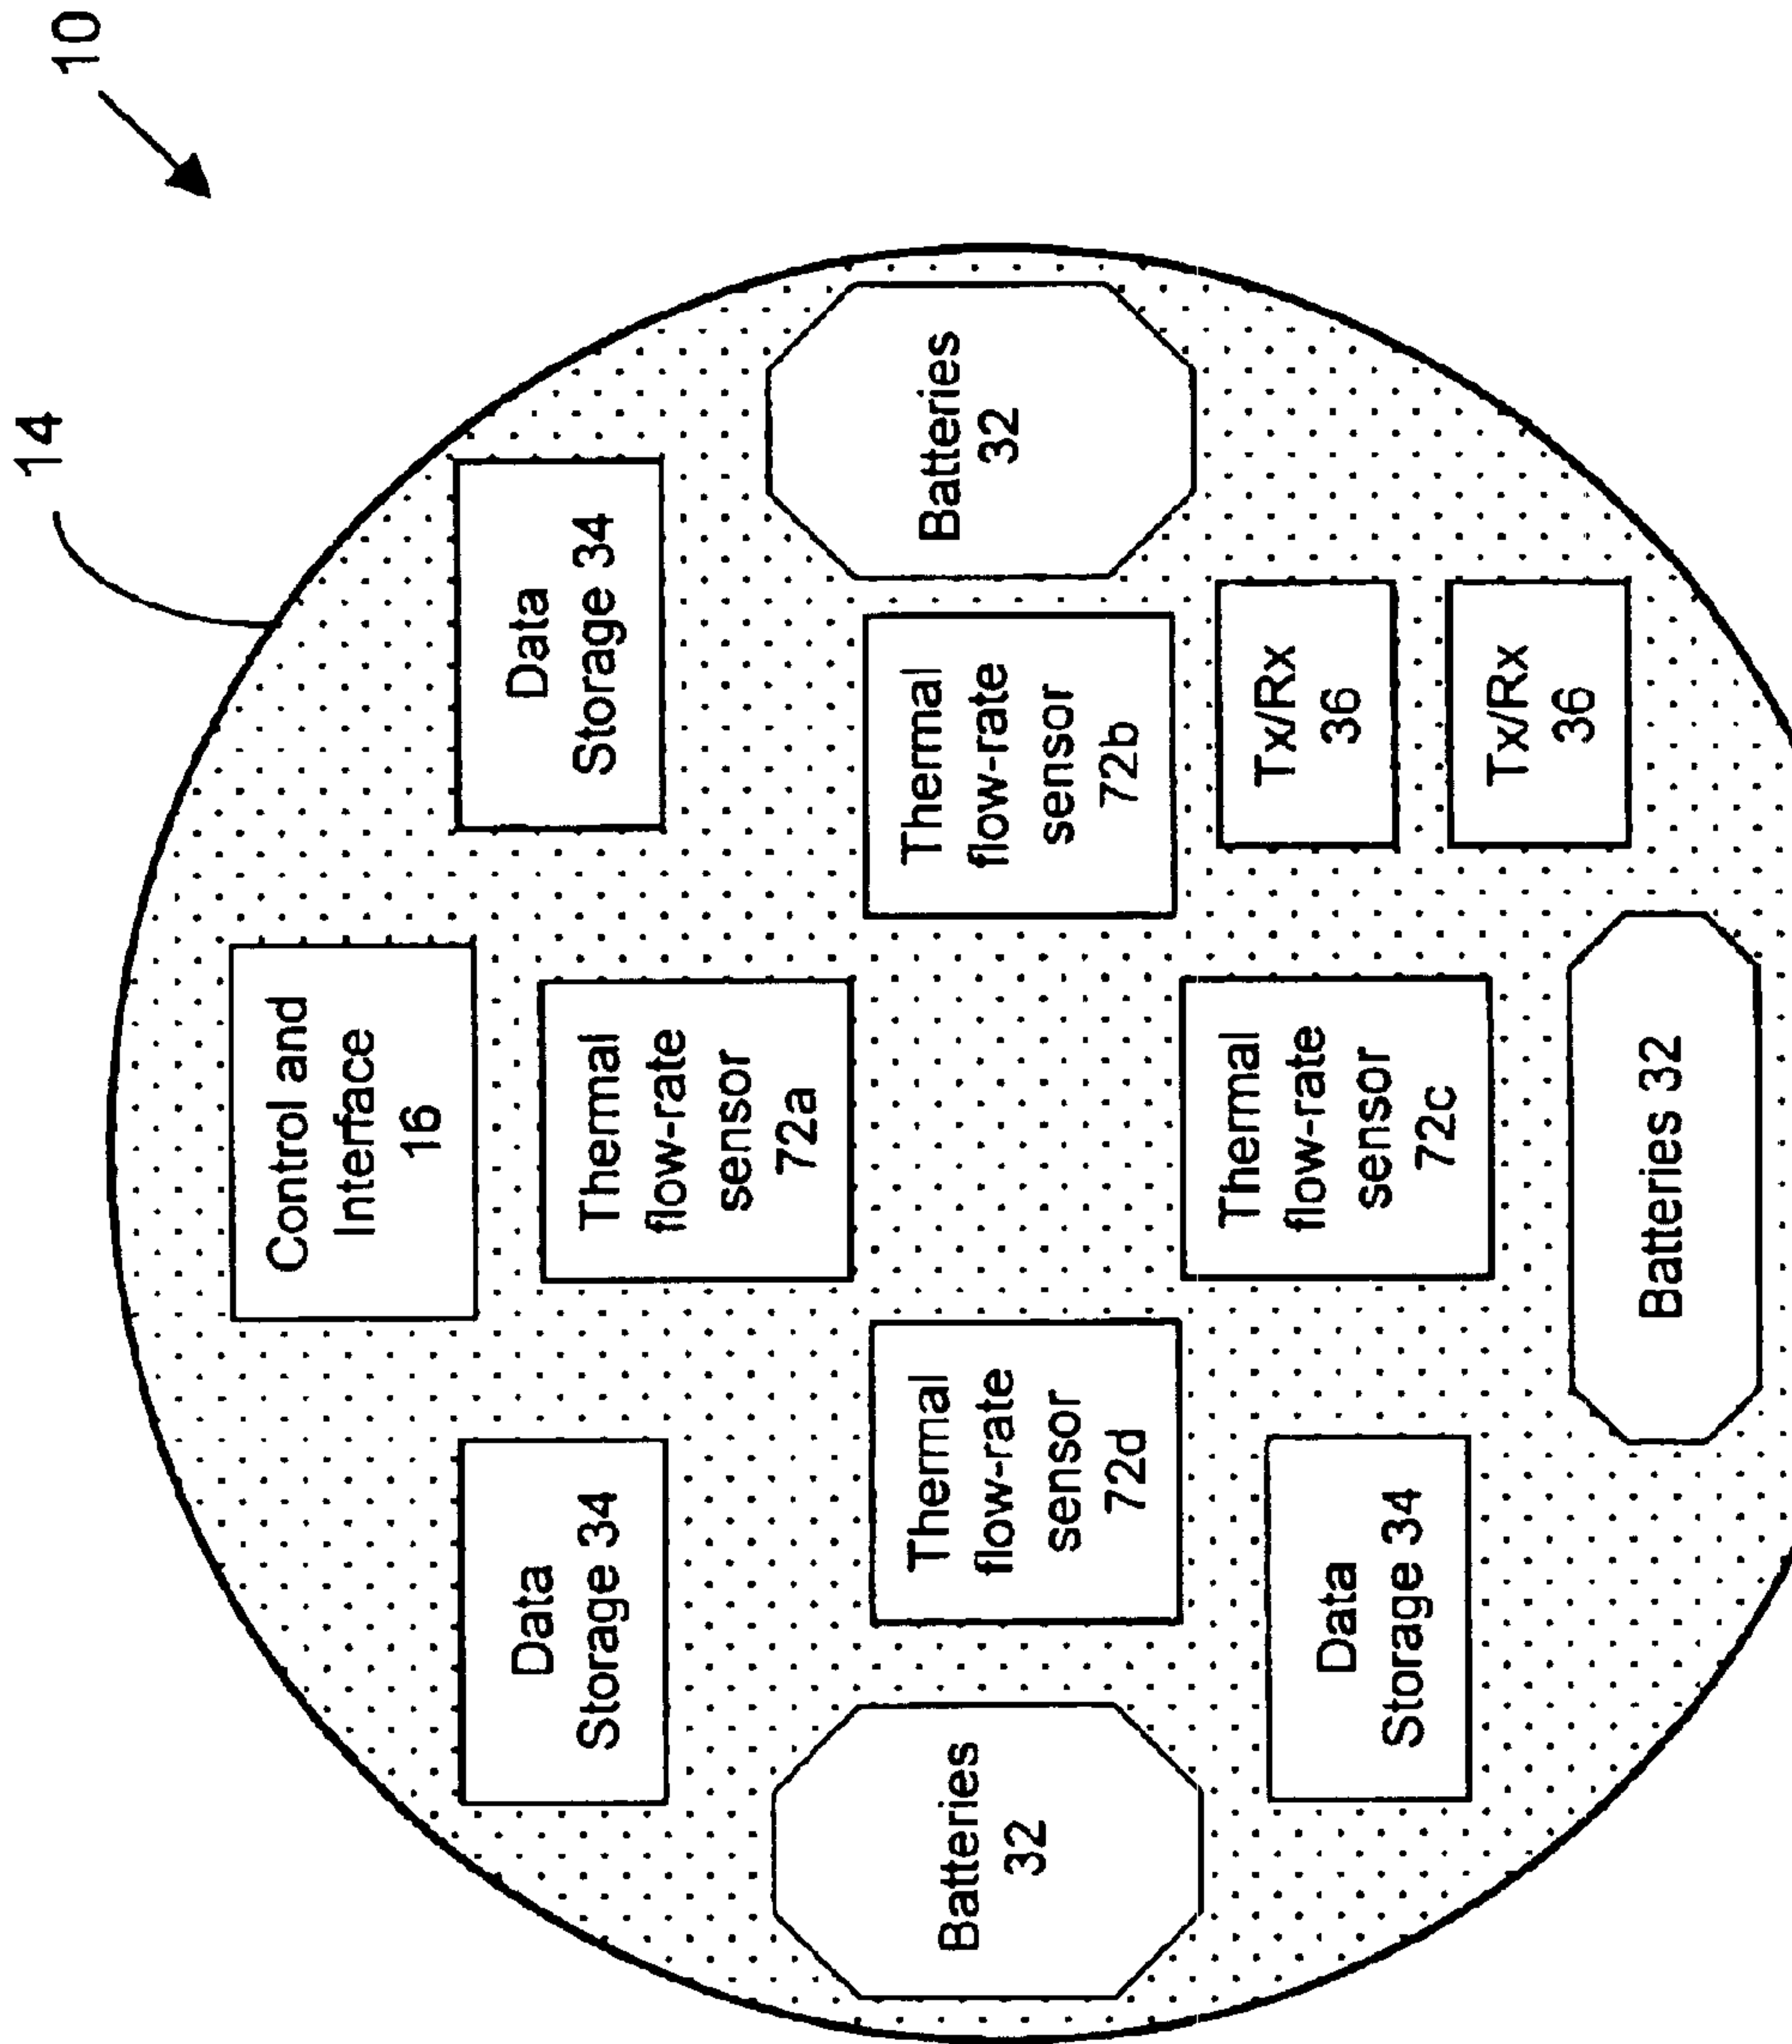 10
14
Control and
Interface
16
Data
Storage 34
Data
Storage 34
Thermal
flow-rate
sensor
72a
Batteries
32
Thermal
flow-rate
sensor
72d
Thermal
flow-rate
sensor
72b
Batteries
32
Thermal
flow-rate
sensor
72c
Data
Storage 34
Tx/Rx
36
Tx/Rx
36
Batteries 32